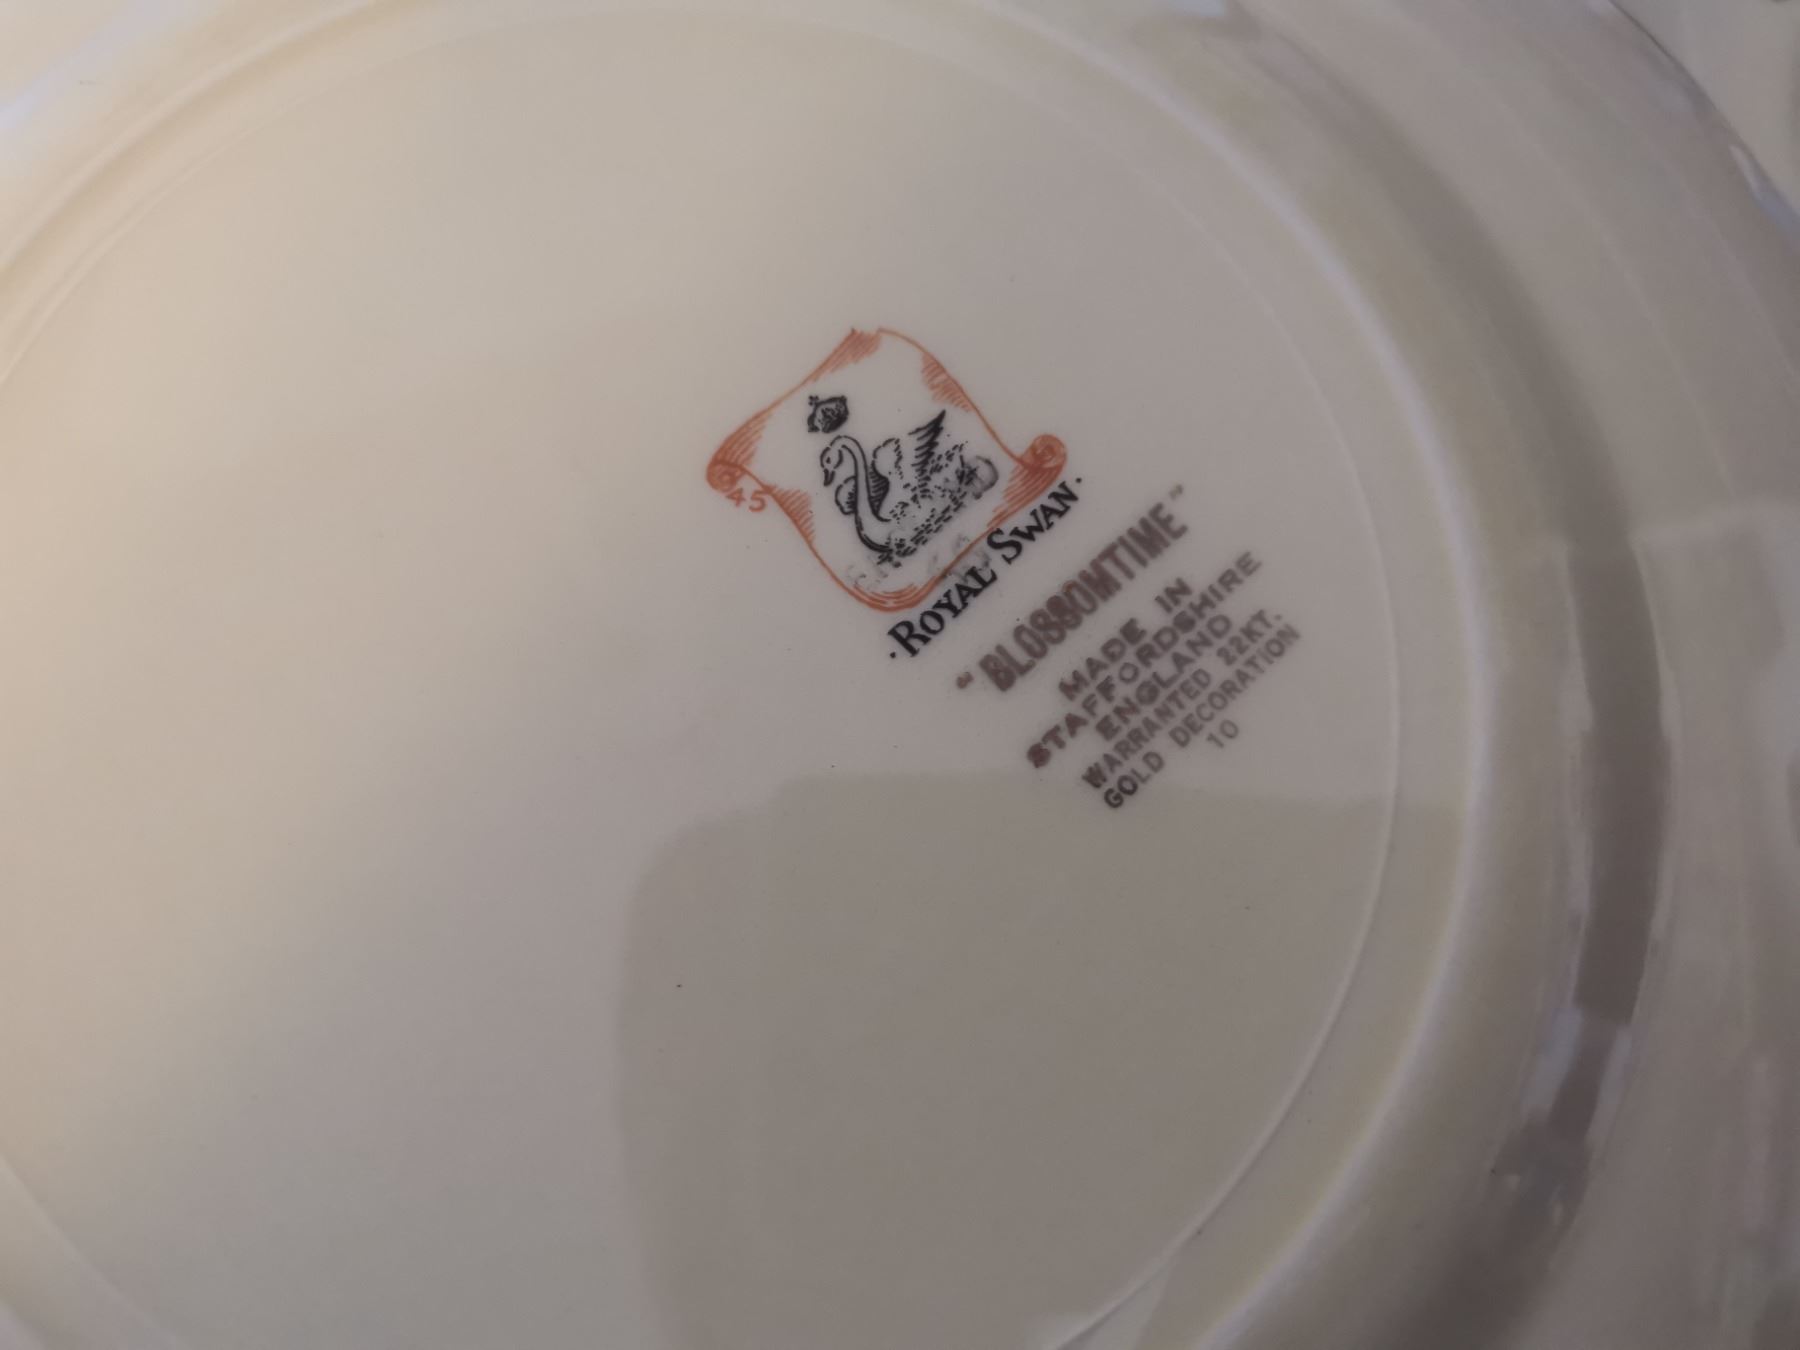 45
· ROYAL SWAN ·
“BLOSSOMTIME”
MADE IN
STAFFORDSHIRE
ENGLAND
WARRANTED 22KT.
GOLD DECORATION
10